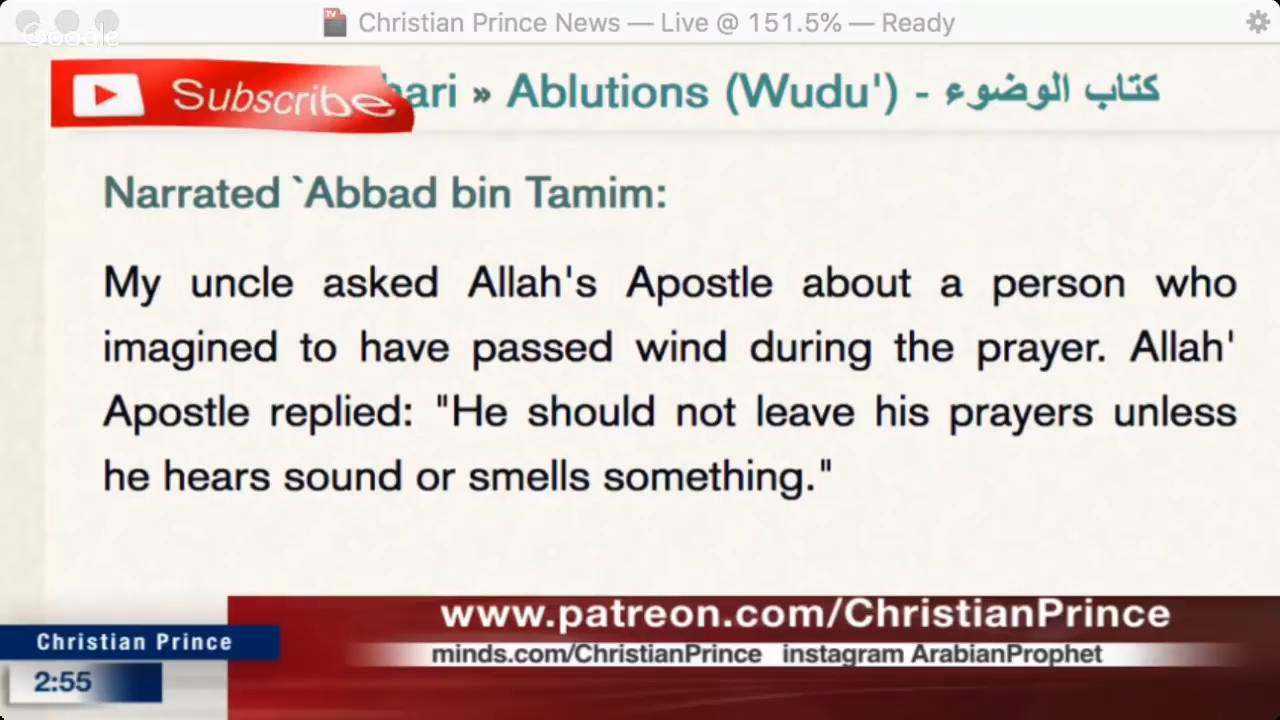 Christian Prince News — Live @ 151.5% — Ready
Google
Subscribe hari » Ablutions (Wudu') - كتاب الوضوء
Narrated `Abbad bin Tamim:
My uncle asked Allah's Apostle about a person who
imagined to have passed wind during the prayer. Allah'
Apostle replied: "He should not leave his prayers unless
he hears sound or smells something."
www.patreon.com/ChristianPrince
Christian Prince
minds.com/ChristianPrince instagram ArabianProphet
2:55